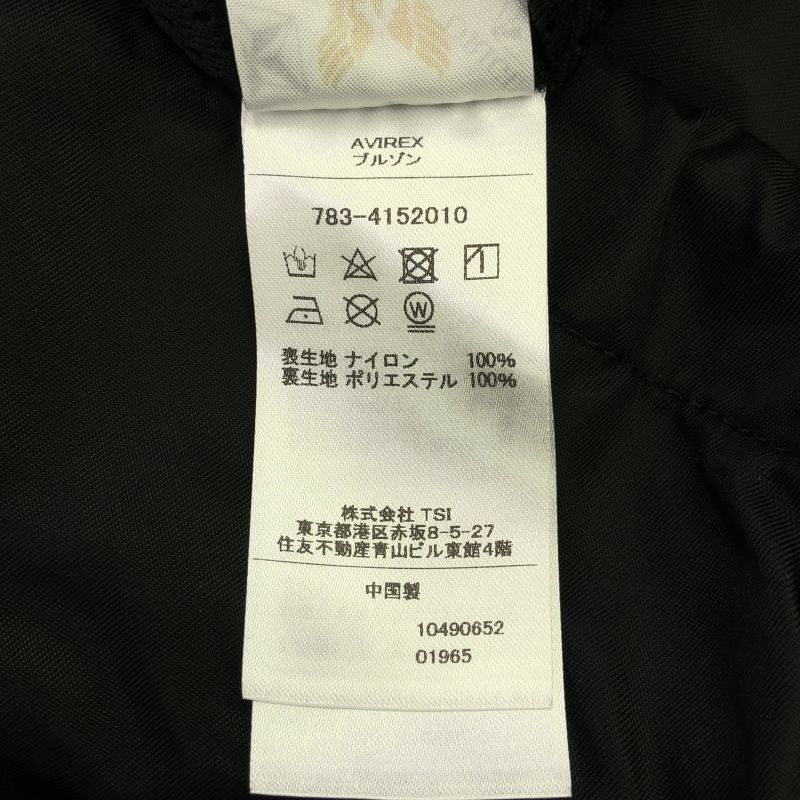 AVIREX
ブルゾン
783-4152010
W
表生地 ナイロン 100%
裏生地 ポリエステル 100%
株式会社 TSI
東京都港区赤坂8-5-27
住友不動産青山ビル東館4階
中国製
10490652
01965